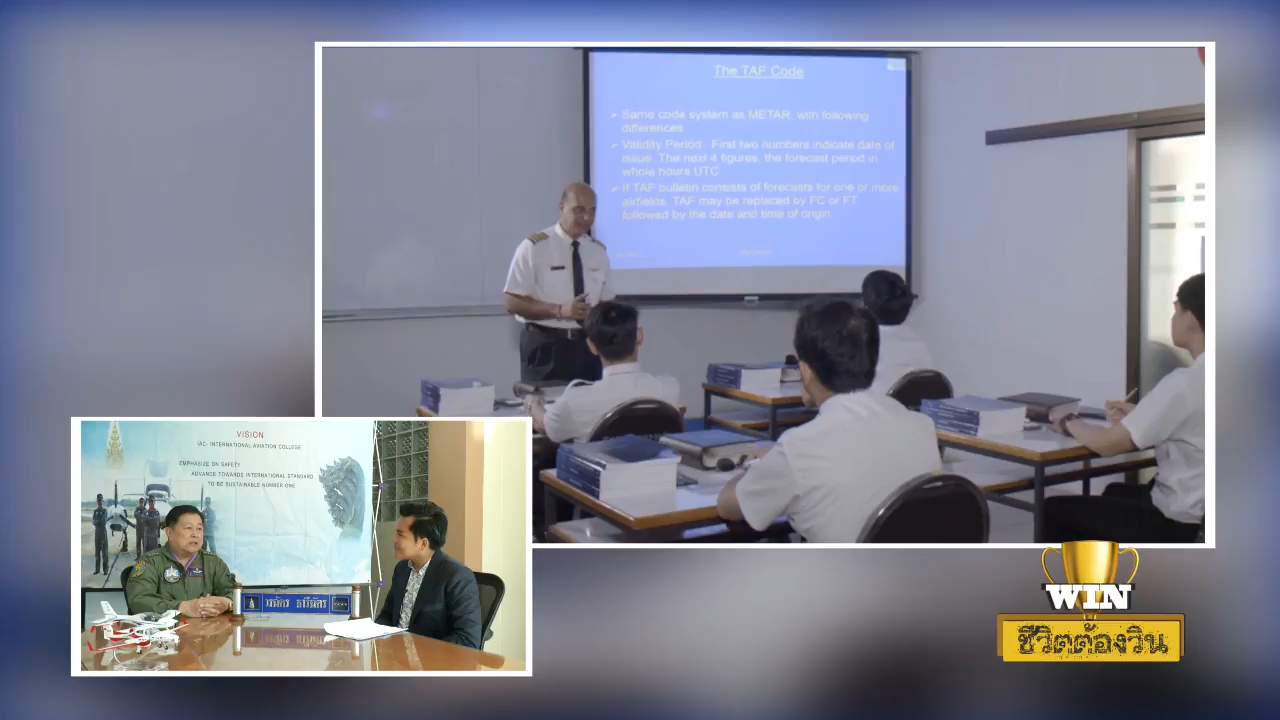 The TAF Code
➢ Same code system as METAR, with following
differences
➢ Validity Period. First two numbers indicate date of
issue. The next 4 figures, the forecast period in
whole hours UTC.
➢ If TAF bulletin consists of forecasts for one or more
airfields, TAF may be replaced by FC or FT
followed by the date and time of origin
VISION
IAC- INTERNATIONAL AVIATION COLLEGE
EMPHASIZE ON SAFETY
ADVANCE TOWARDS INTERNATIONAL STANDARD
TO BE SUSTAINABLE NUMBER ONE
WIN
ชีวิตต้องวิน